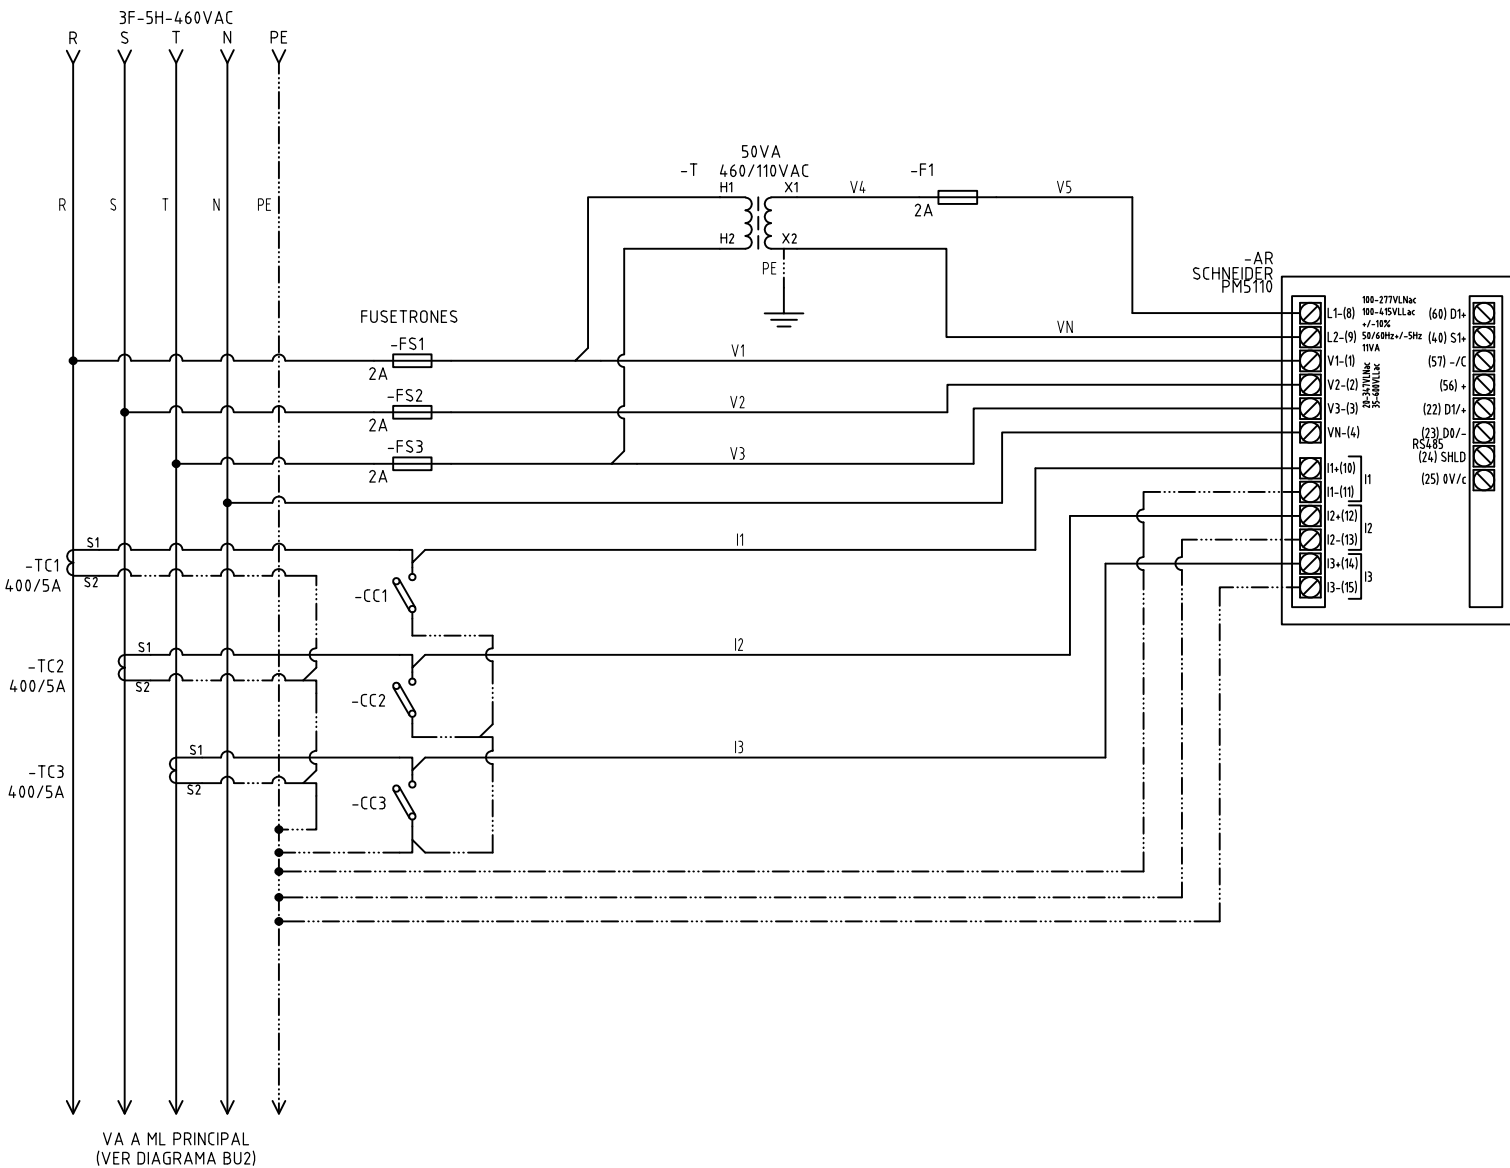 3F-5H-460VAC
R S T N PE
50VA
-T 460/110VAC
-F1
H1 X1 V4 V5
2A
R S T N PE
H2 X2
PE
-AR
SCHNEIDER
PM5110
FUSETRONES
-FS1
2A
V1
-FS2
2A
V2
-FS3
2A
V3
VN
L1-(8)
L2-(9)
V1-(1)
V2-(2)
V3-(3)
VN-(4)
I1+(10)
I1-(11)
I2+(12)
I2-(13)
I3+(14)
I3-(15)
I1
I2
I3
100-277VLNac
100-415VLLac
+/-10%
50/60Hz+/-5Hz
11VA
20-347VLNac
35-600VLLac
(60) D1+
(40) S1+
(57) -/C
(56) +
(22) D1/+
(23) D0/-
RS485
(24) SHLD
(25) 0V/c
S1
-TC1
400/5A
S2
-CC1
I1
S1
-TC2
400/5A
S2
-CC2
I2
S1
-TC3
400/5A
S2
-CC3
I3
VA A ML PRINCIPAL
(VER DIAGRAMA BU2)